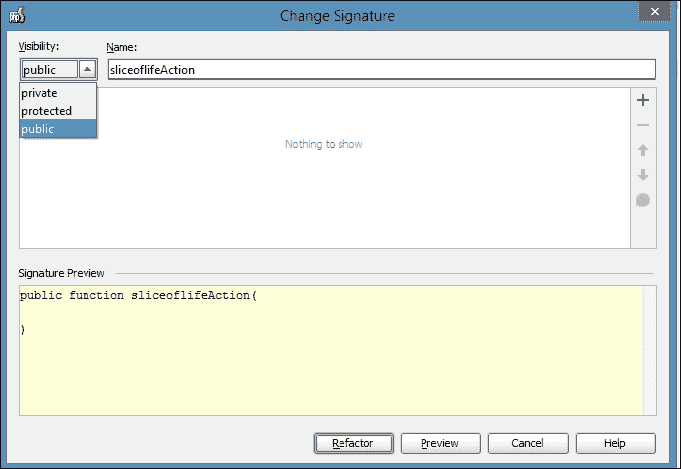 Change Signature
Visibility:
Name:
public
sliceoflifeAction
private
protected
public
Nothing to show
Signature Preview
public function sliceoflifeAction(
)
Refactor
Preview
Cancel
Help